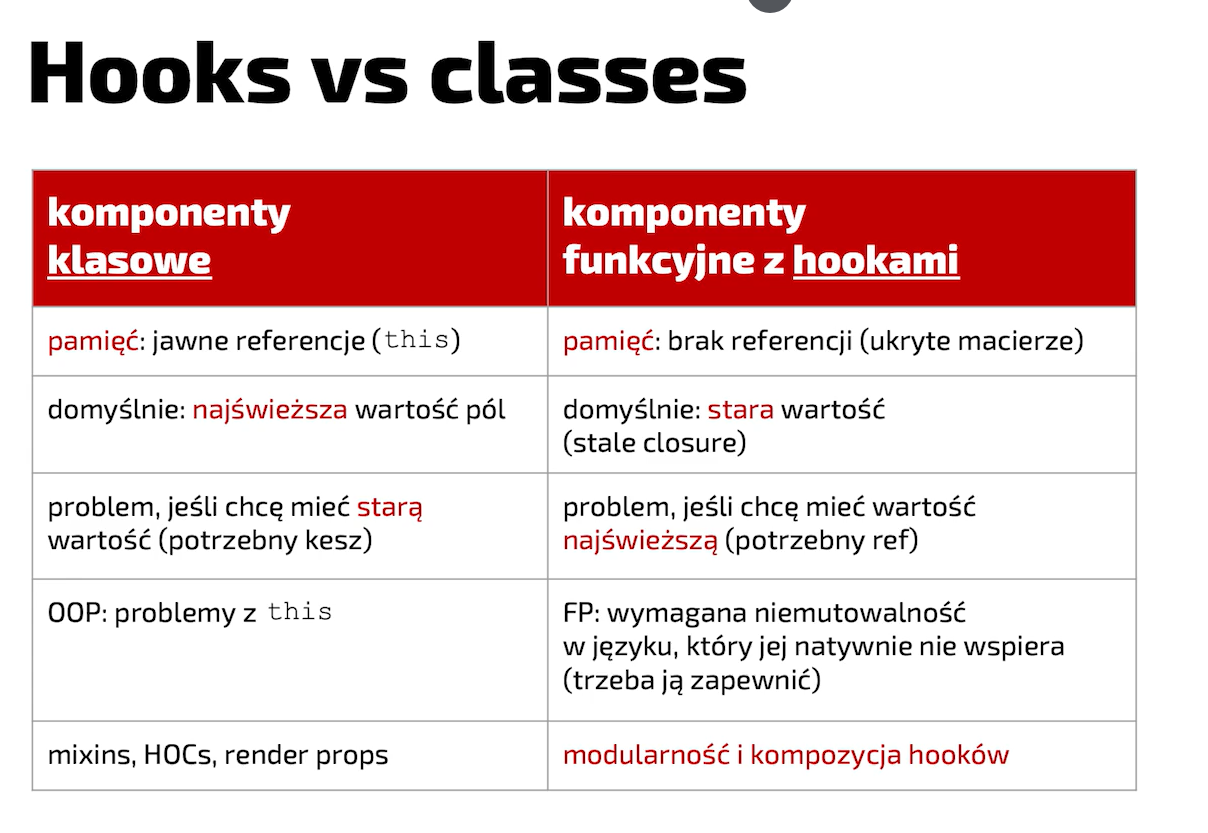 Hooks vs classes
komponenty
klasowe
komponenty
funkcyjne z hookami
pamięć: jawne referencje (this)
pamięć: brak referencji (ukryte macierze)
domyślnie: najświeższa wartość pól
domyślnie: stara wartość
(stale closure)
problem, jeśli chcę mieć starą
wartość (potrzebny kesz)
problem, jeśli chcę mieć wartość
najświeższą (potrzebny ref)
OOP: problemy z this
FP: wymagana niemutowalność
w języku, który jej natywnie nie wspiera
(trzeba ją zapewnić)
mixins, HOCs, render props
modularność i kompozycja hooków